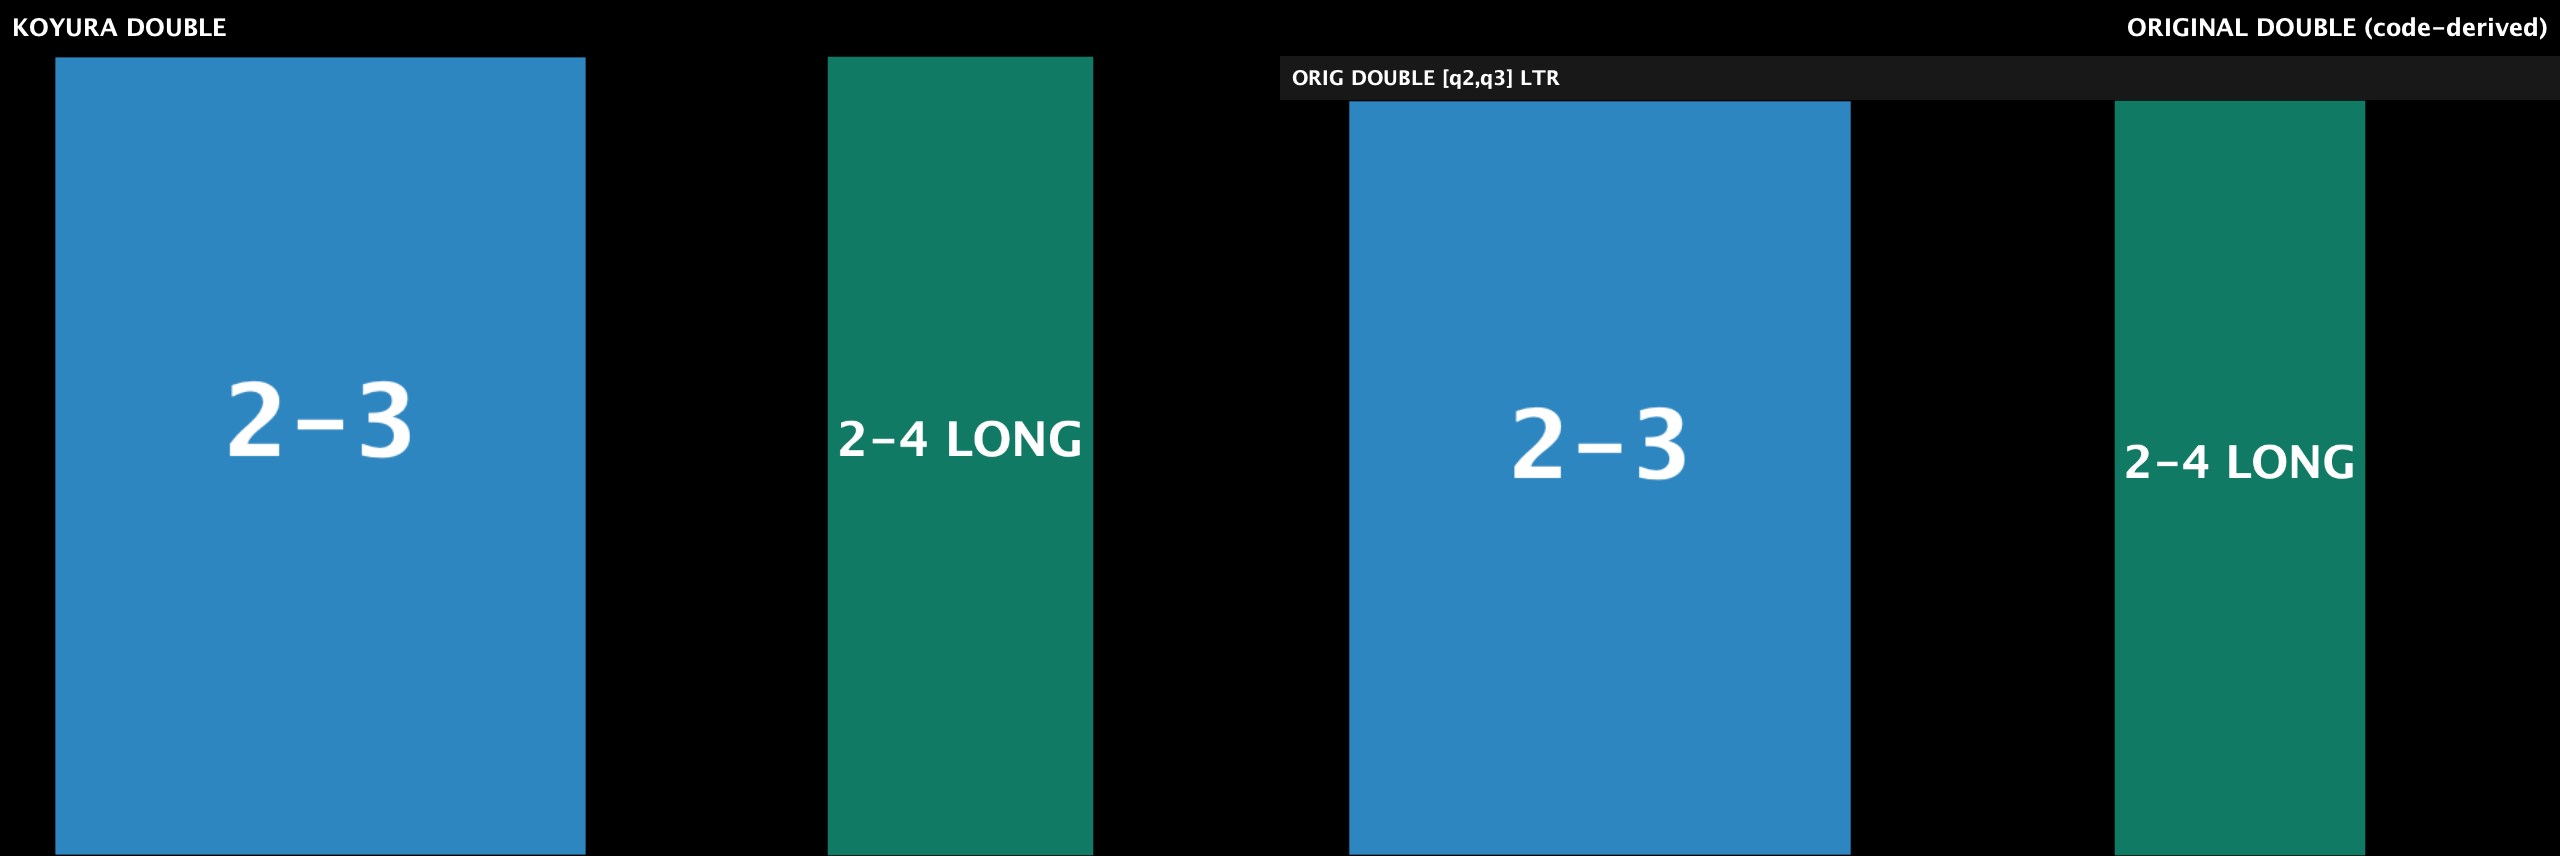 KOYURA DOUBLE
ORIGINAL DOUBLE (code-derived)
ORIG DOUBLE [q2,q3] LTR
2-3
2-4 LONG
2-3
2-4 LONG